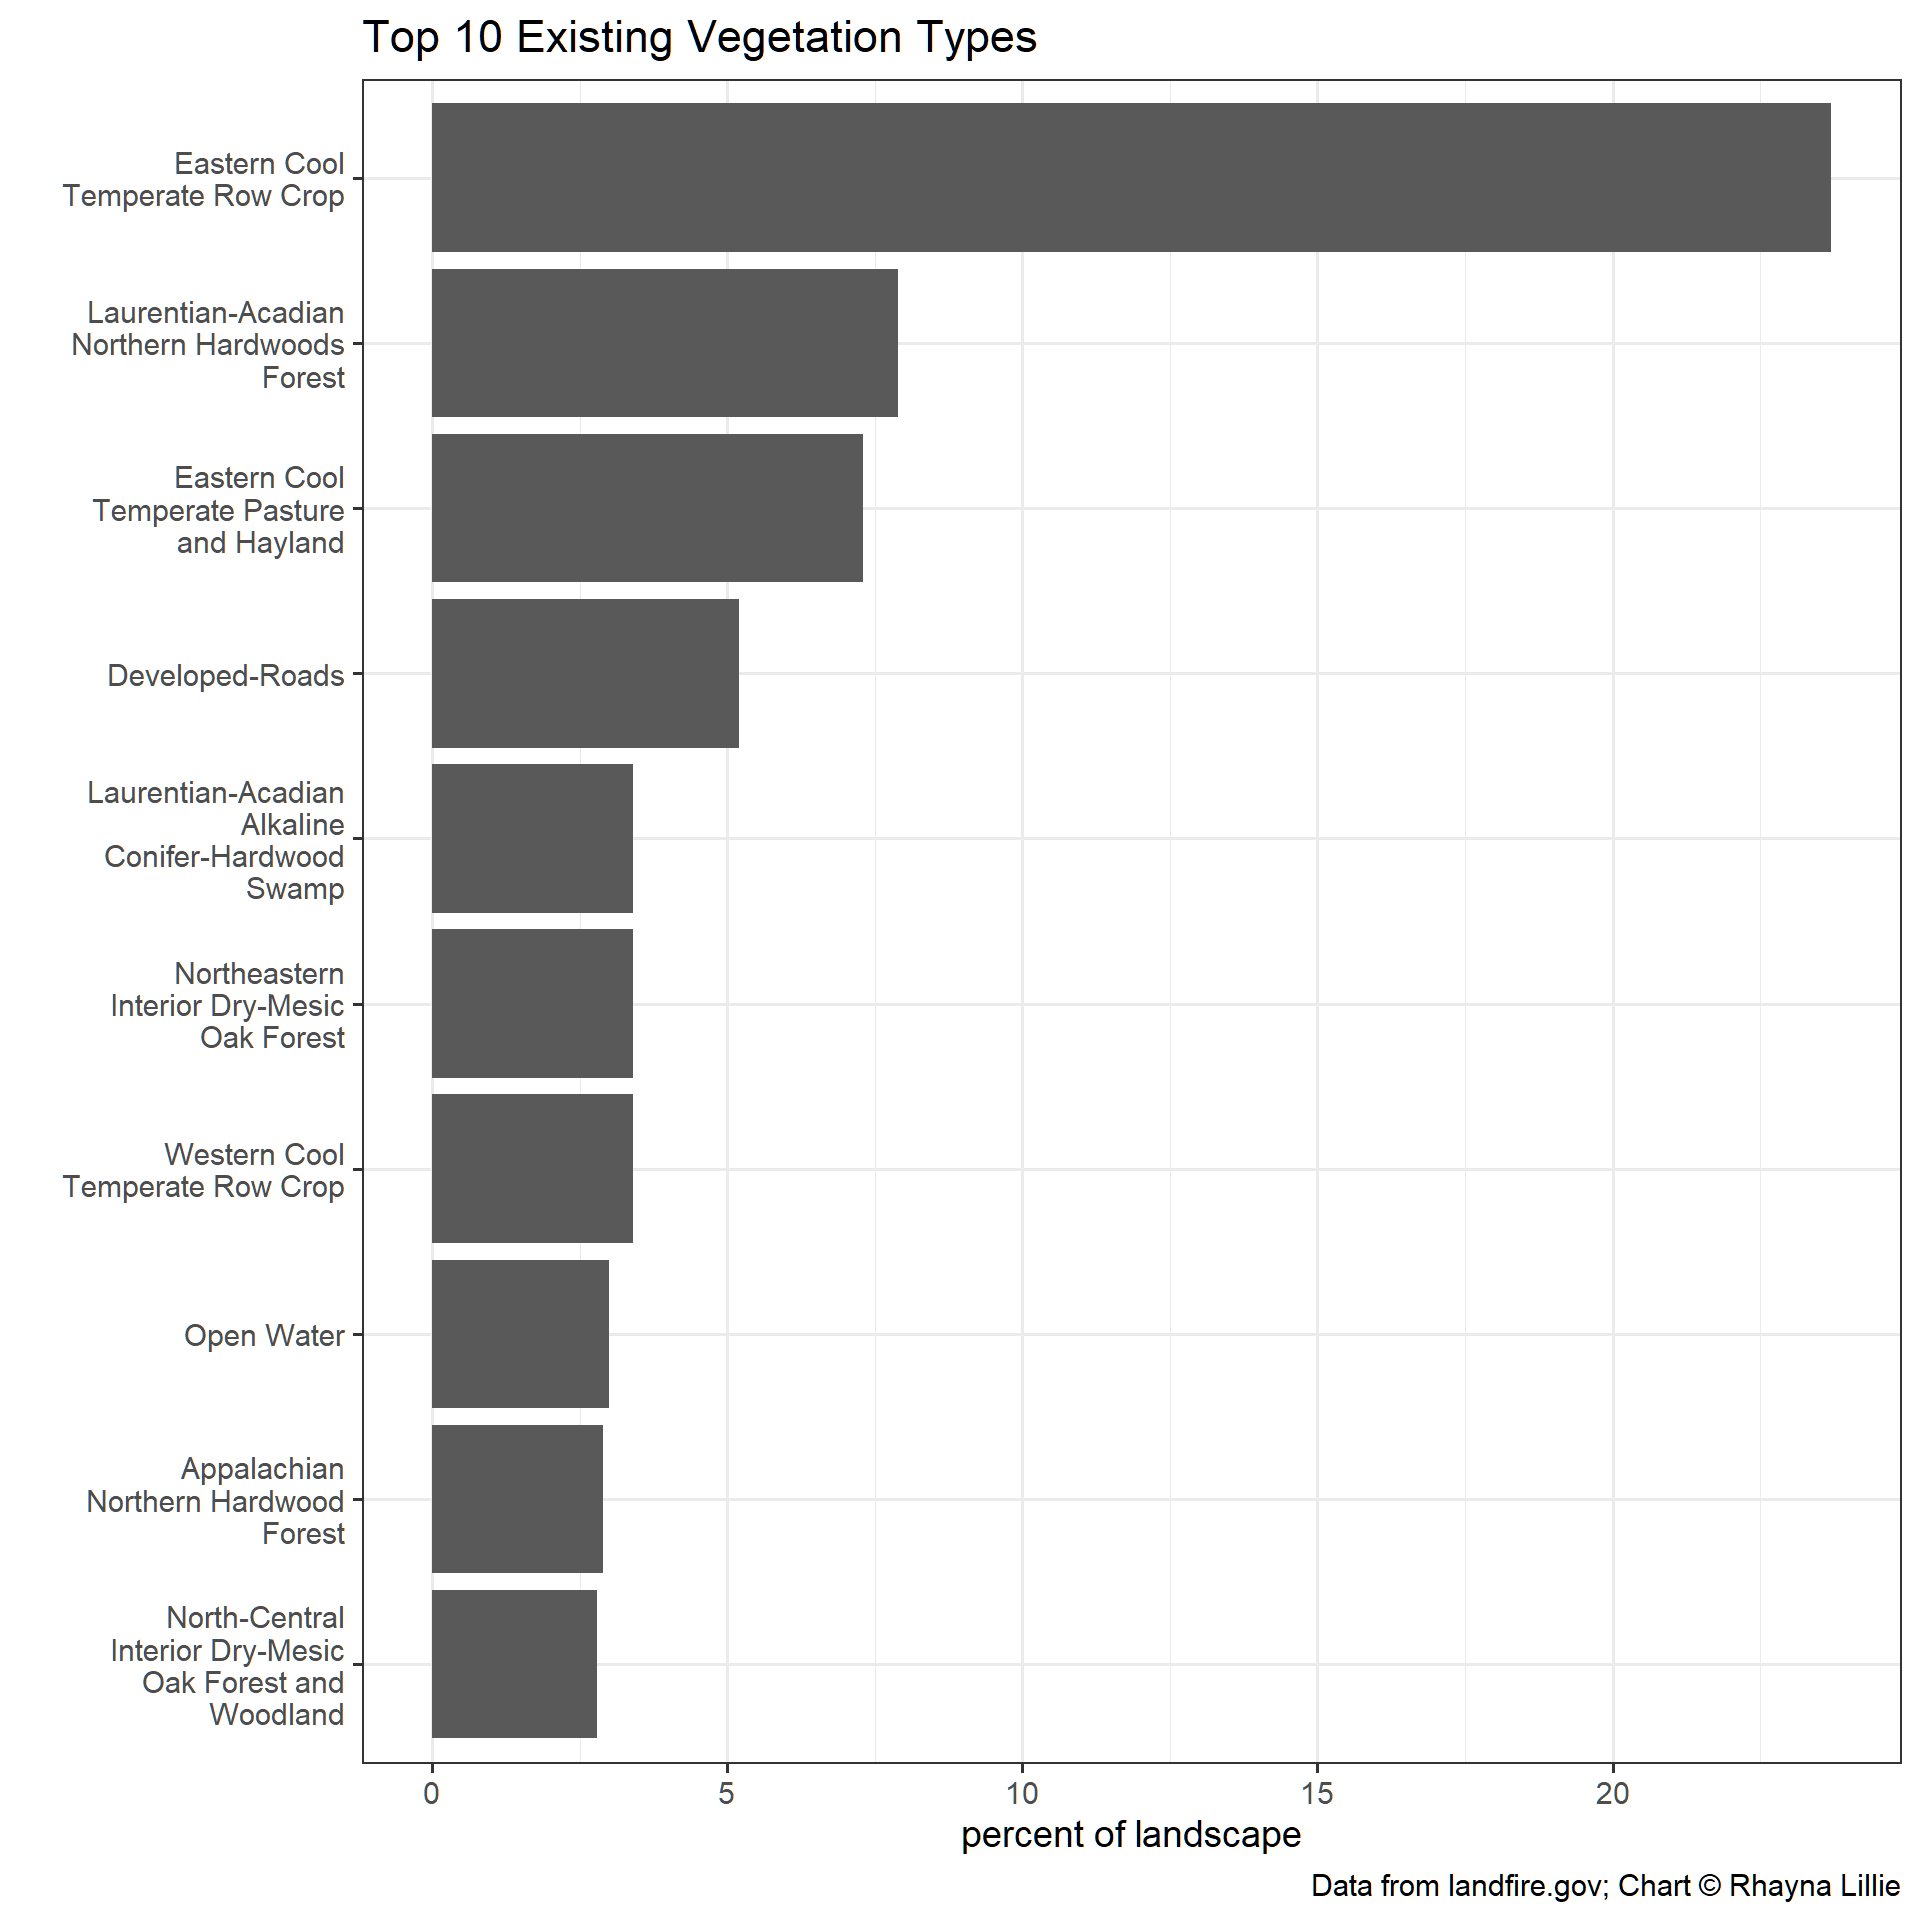 Top 10 Existing Vegetation Types
Eastern Cool
Temperate Row Crop
Laurentian-Acadian
Northern Hardwoods
Forest
Eastern Cool
Temperate Pasture
and Hayland
Developed-Roads
Laurentian-Acadian
Alkaline
Conifer-Hardwood
Swamp
Northeastern
Interior Dry-Mesic
Oak Forest
Western Cool
Temperate Row Crop
Open Water
Appalachian
Northern Hardwood
Forest
North-Central
Interior Dry-Mesic
Oak Forest and
Woodland
0 5 10 15 20
percent of landscape
Data from landfire.gov; Chart © Rhayna Lillie